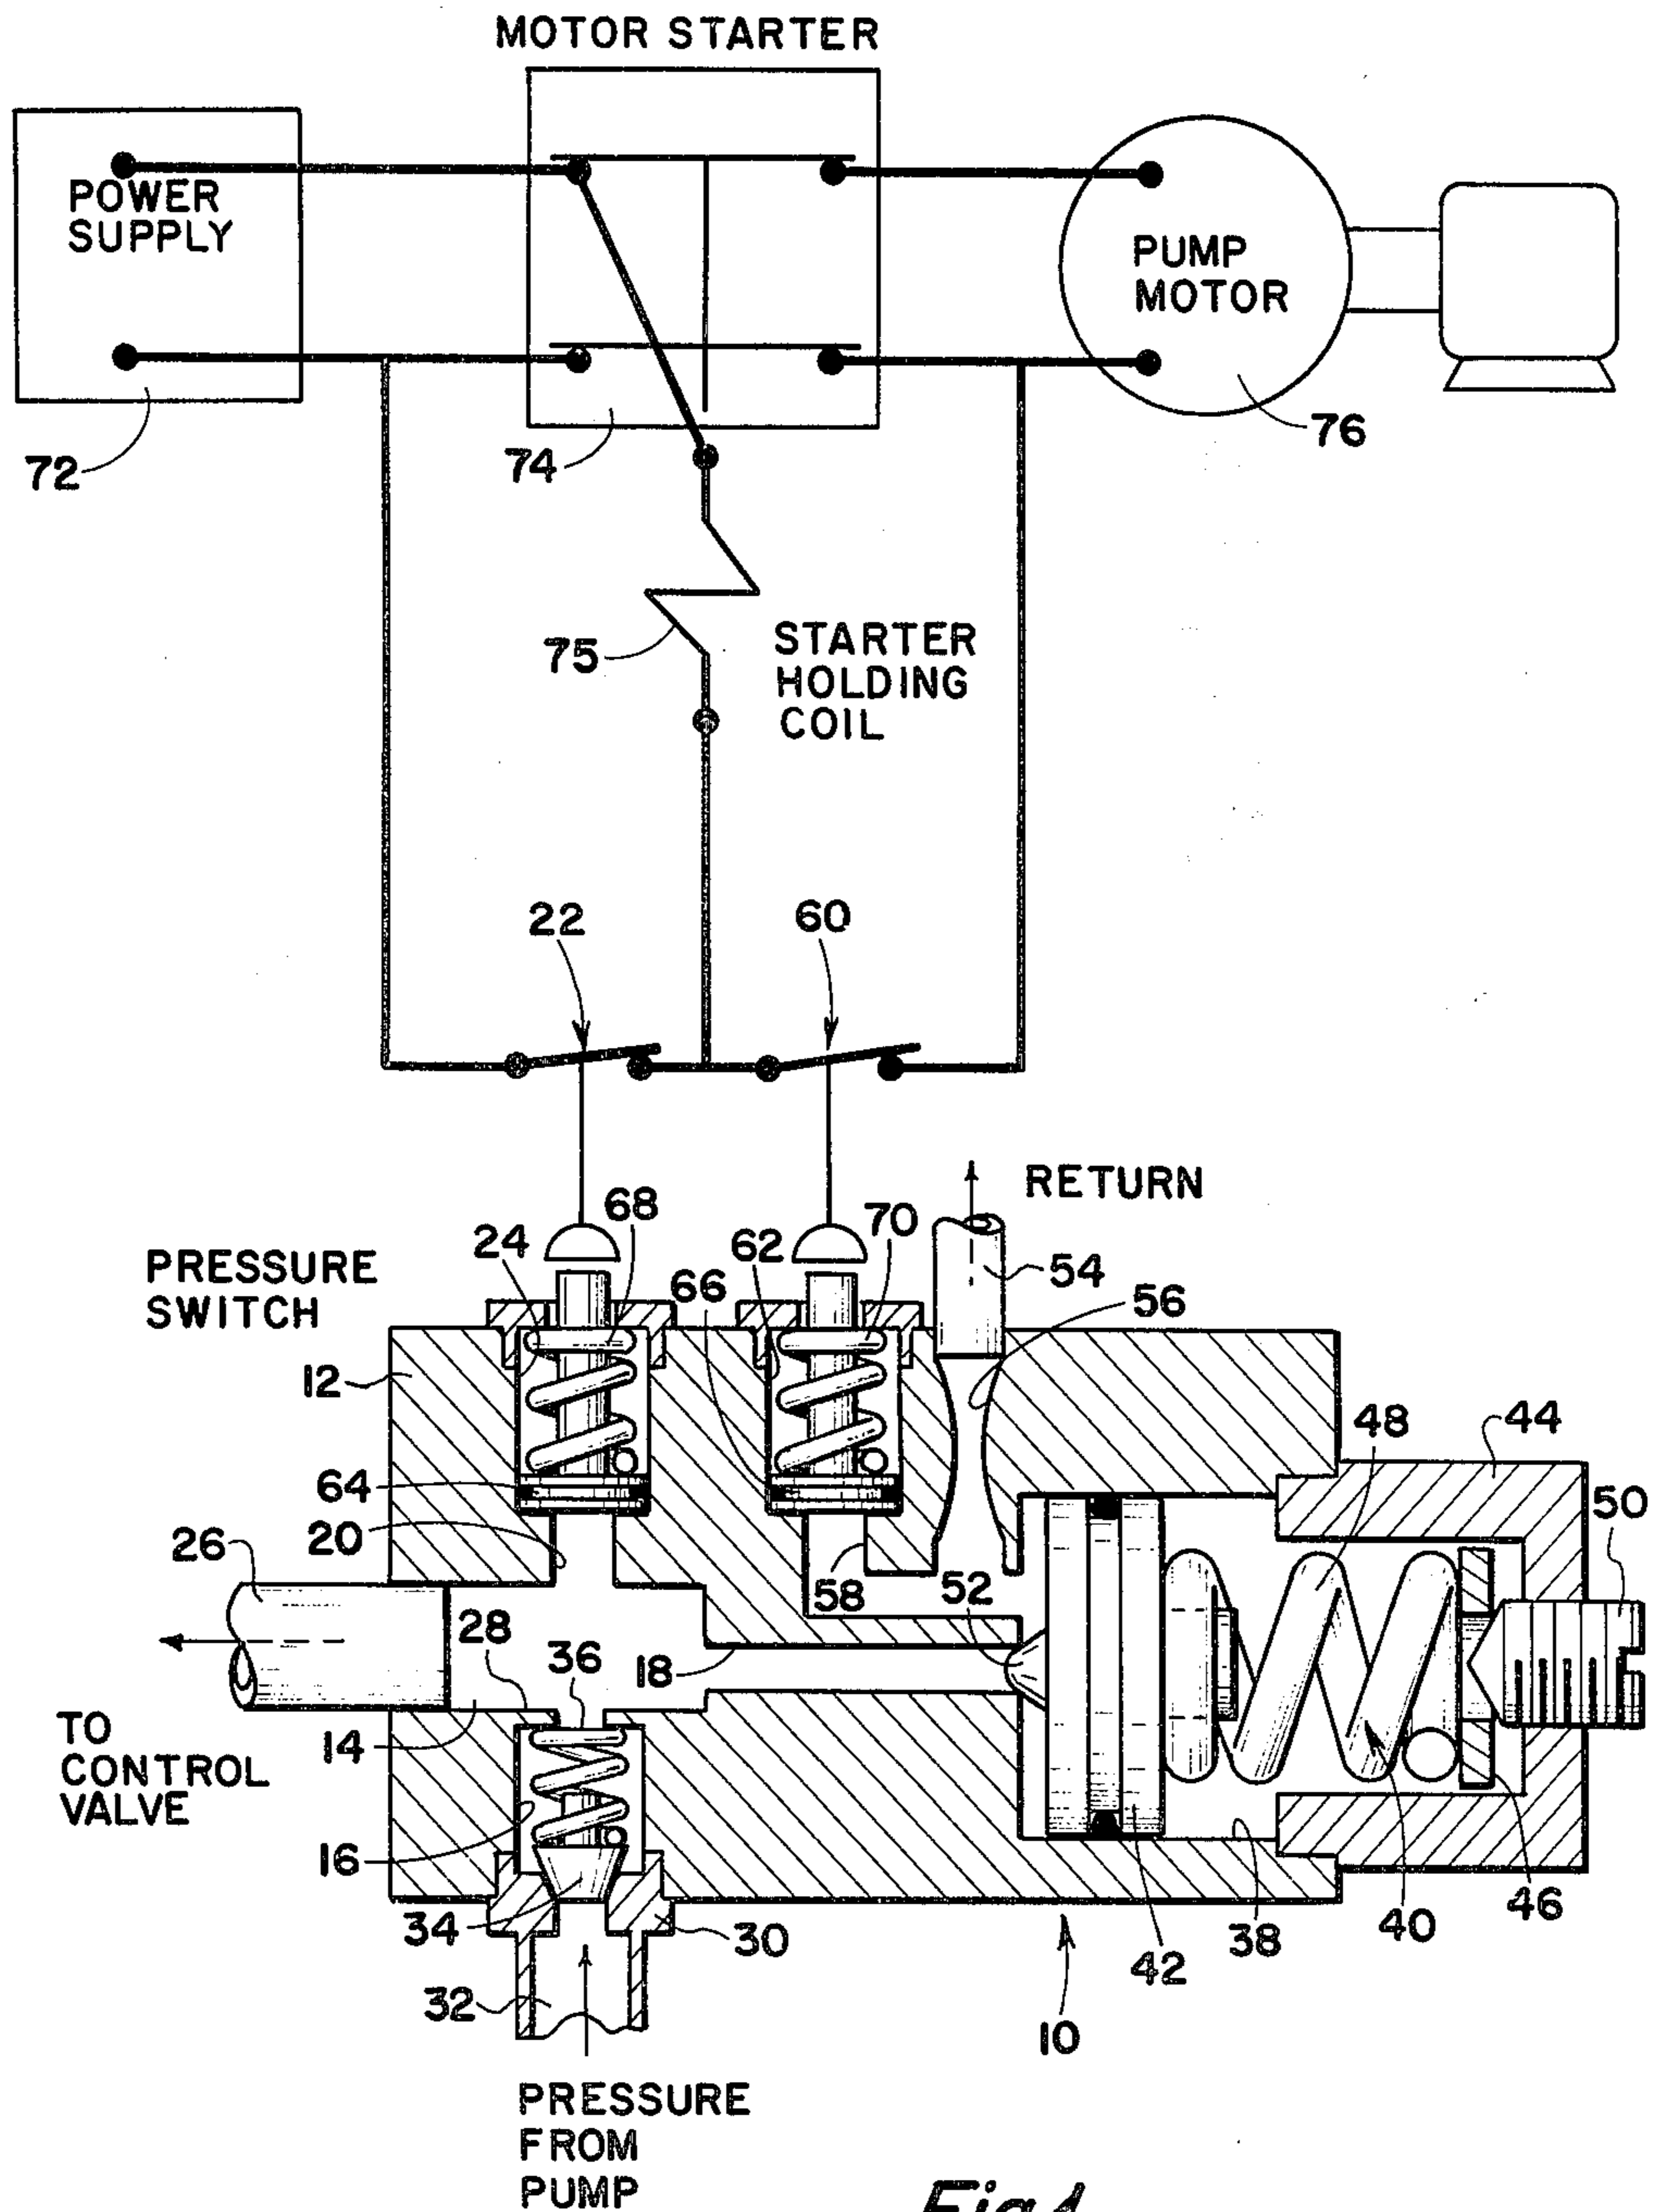 MOTOR STARTER
POWER
SUPPLY
PUMP
MOTOR
72
74
76
75
STARTER
HOLDING
COIL
22
60
RETURN
PRESSURE
SWITCH
24
68
62
66
70
54
56
12
48
44
50
64
20
26
58
52
28
36
18
TO
CONTROL
VALVE
14
16
34
30
38
40
46
42
32
10
PRESSURE
FROM
PUMP
Fig.1